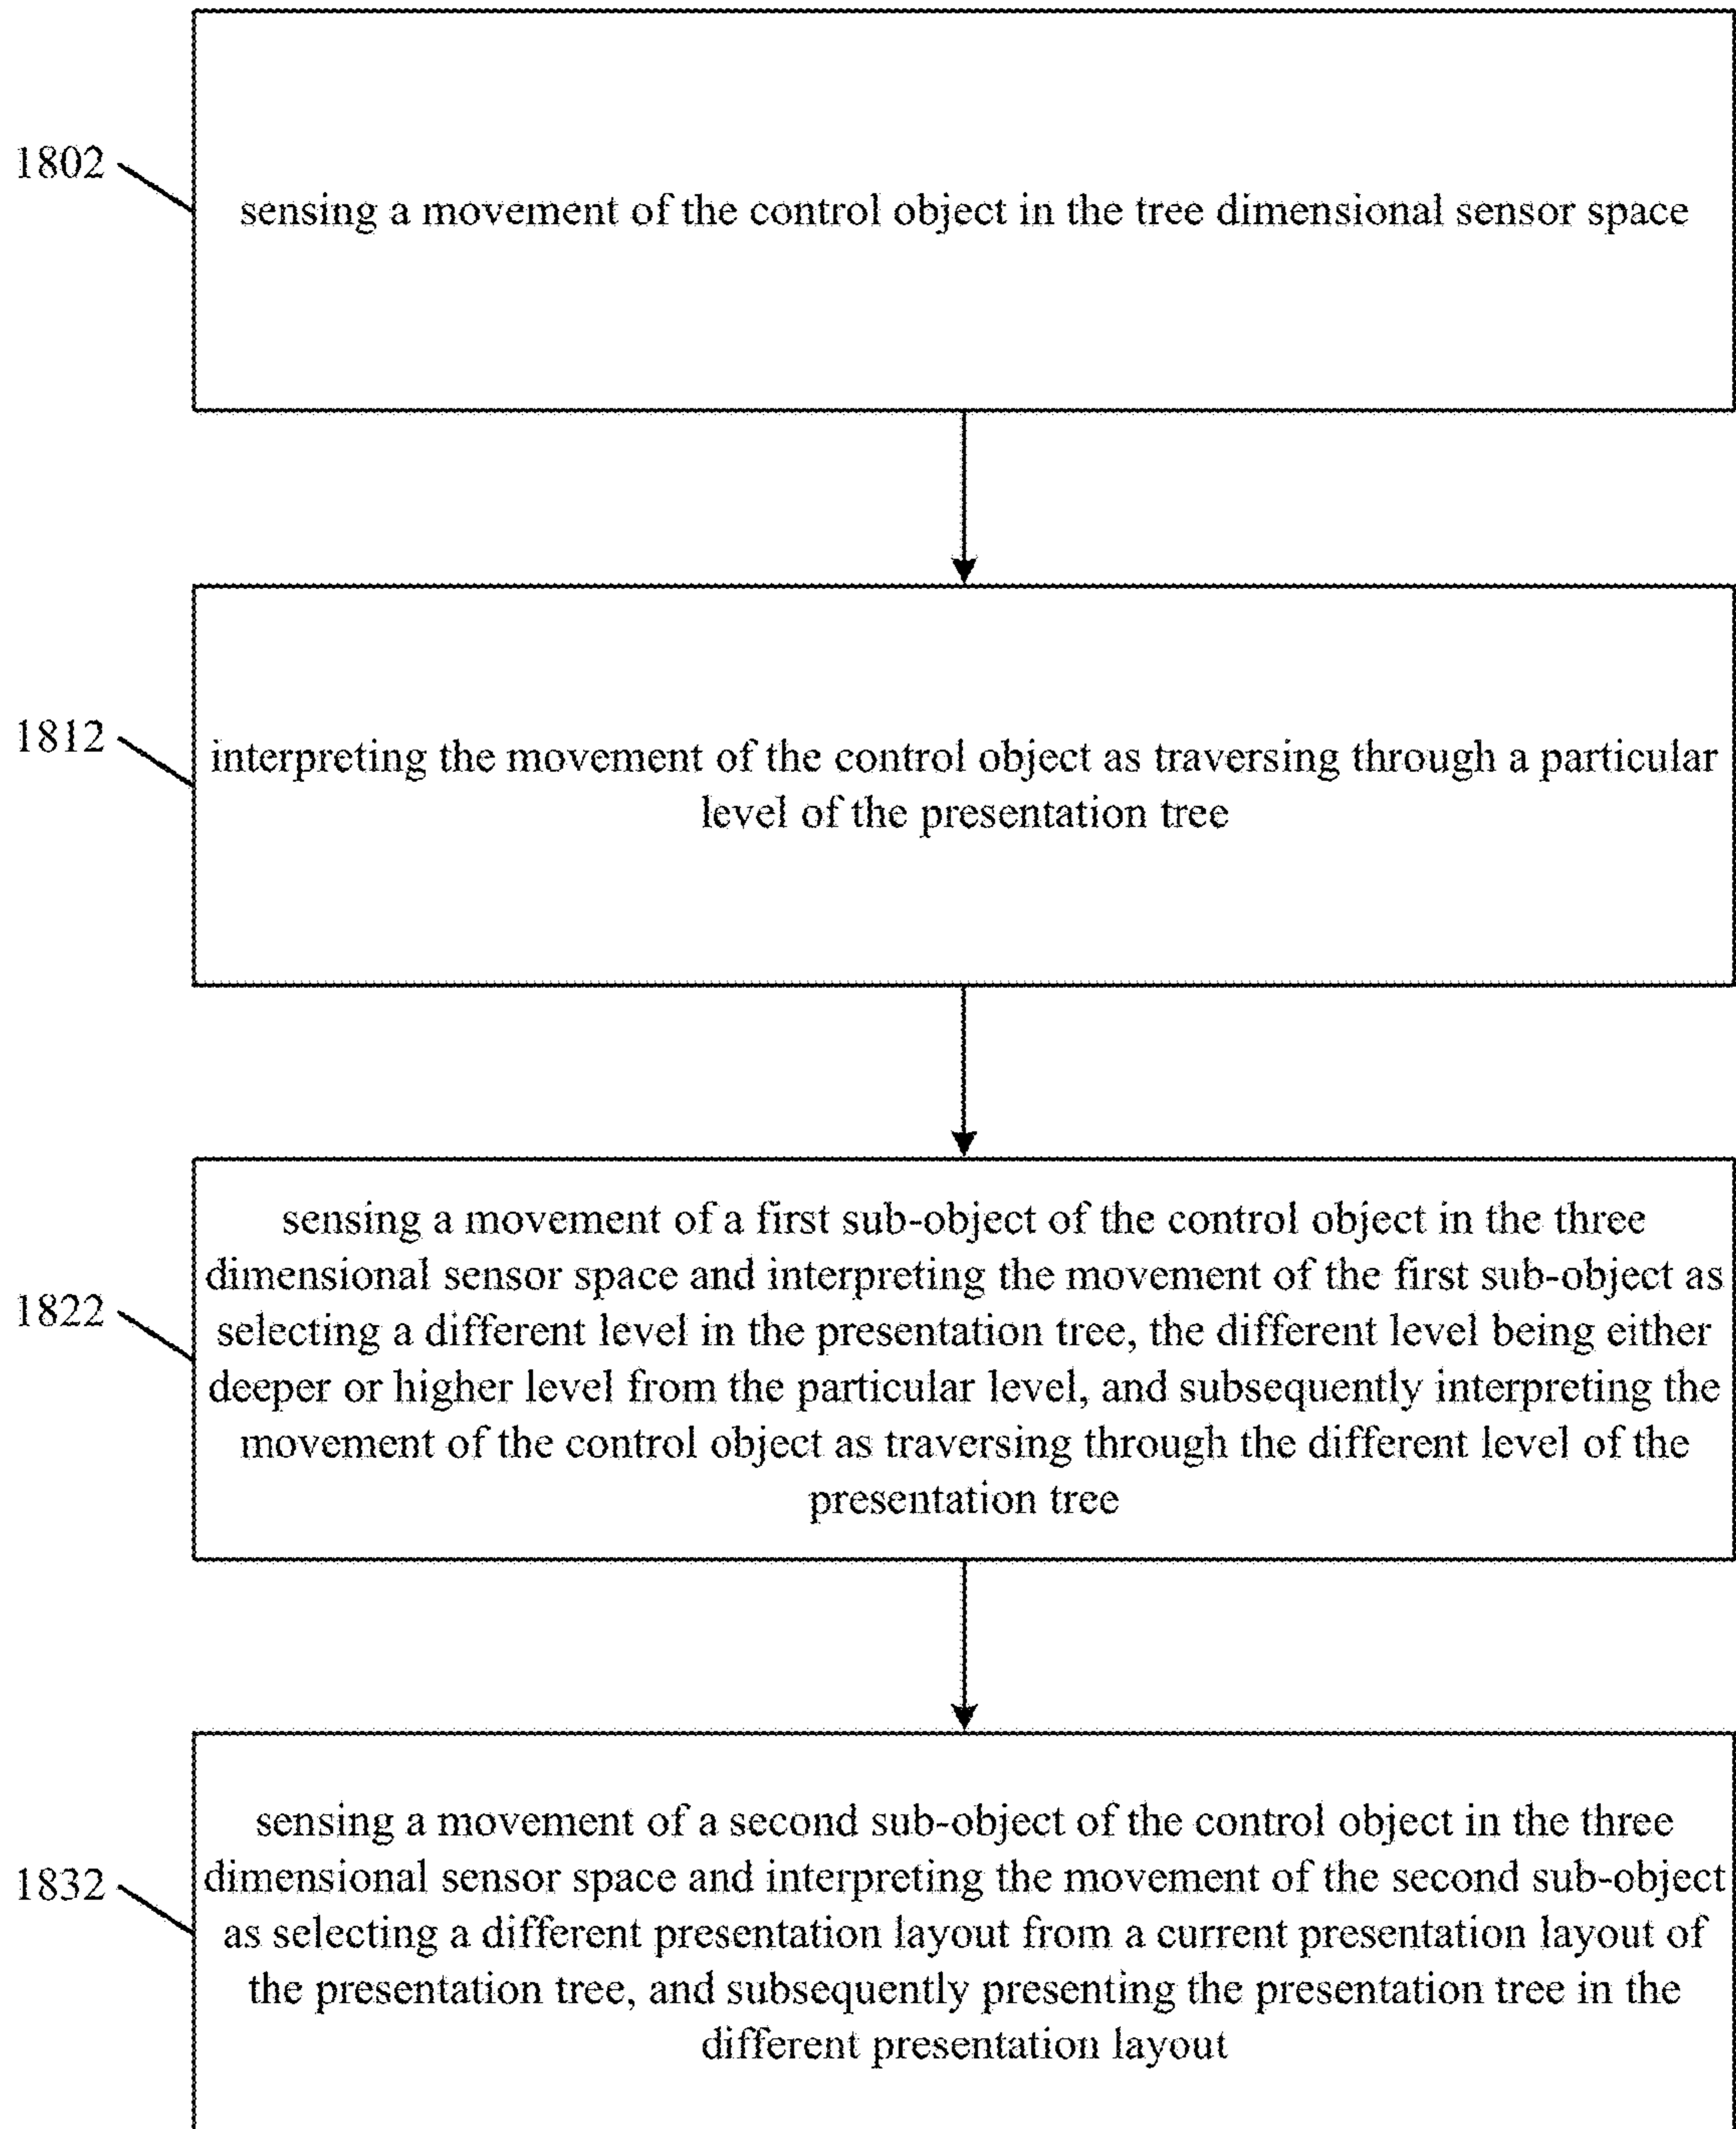 1802
sensing a movement of the control object in the tree dimensional sensor space
1812
interpreting the movement of the control object as traversing through a particular
level of the presentation tree
1822
sensing a movement of a first sub-object of the control object in the three
dimensional sensor space and interpreting the movement of the first sub-object as
selecting a different level in the presentation tree, the different level being either
deeper or higher level from the particular level, and subsequently interpreting the
movement of the control object as traversing through the different level of the
presentation tree
1832
sensing a movement of a second sub-object of the control object in the three
dimensional sensor space and interpreting the movement of the second sub-object
as selecting a different presentation layout from a current presentation layout of
the presentation tree, and subsequently presenting the presentation tree in the
different presentation layout